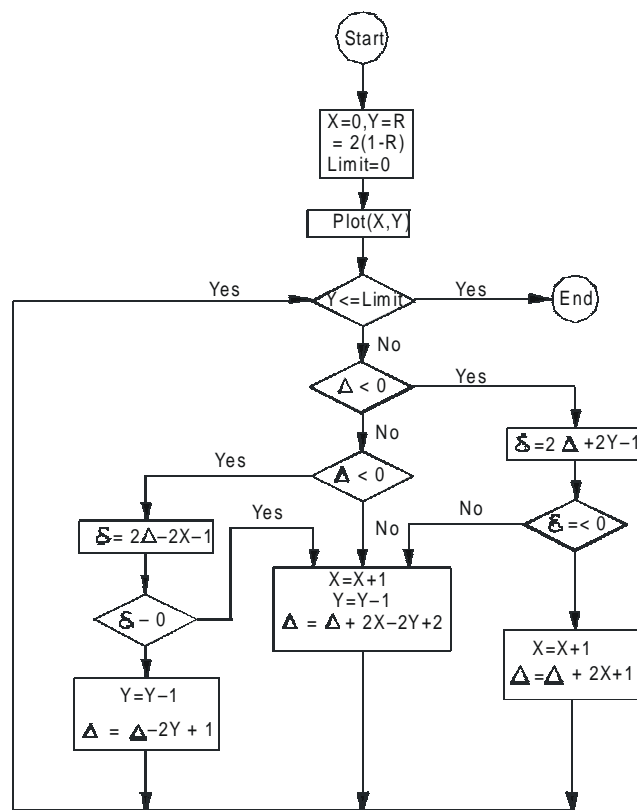 Start
X=0,Y=R
= 2(1-R)
Limit=0
Plot(X,Y)
Yes
Y<=Limit
Yes
End
No
Δ < 0
Yes
No
δ=2 Δ+2Y–1
Yes
Δ < 0
δ= 2Δ–2X–1
Yes
No
No
δ =< 0
X=X+1
Y=Y–1
Δ = Δ + 2X–2Y+2
δ – 0
X=X+1
Δ=Δ + 2X+1
Y=Y–1
Δ = Δ–2Y + 1